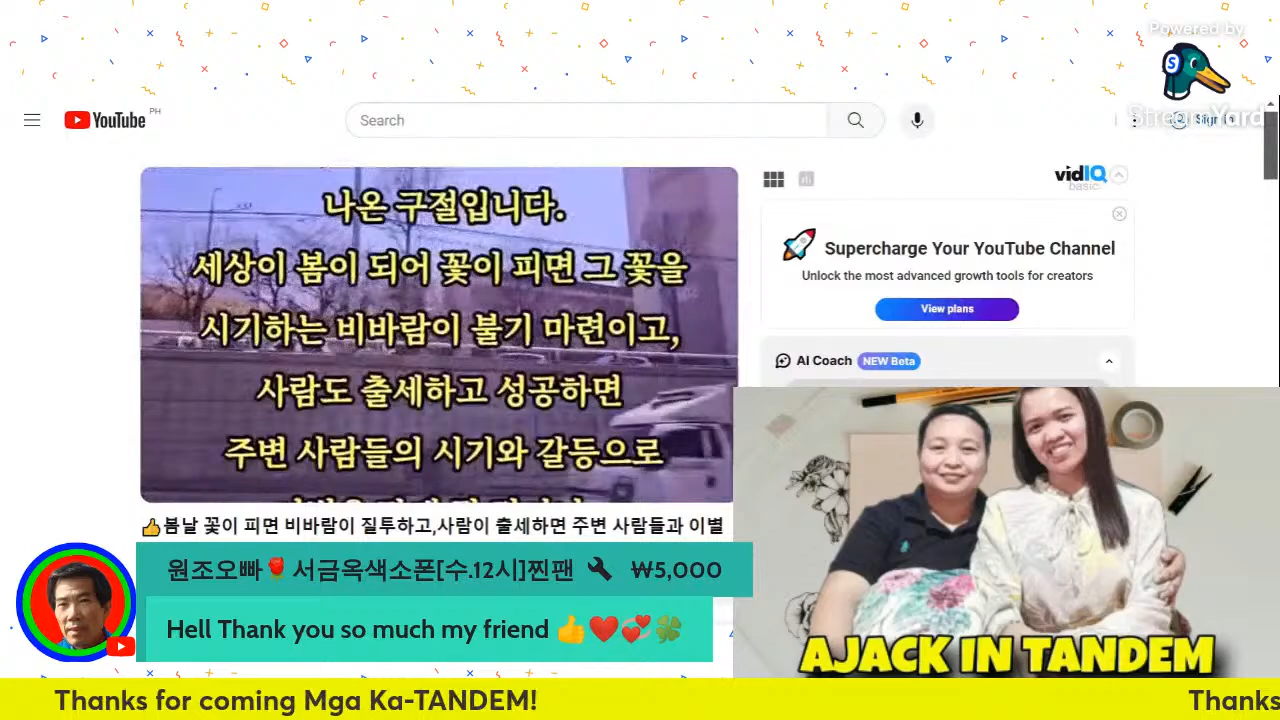 Powered by
StreamYard
YouTube PH
Search
Sign in
나온 구절입니다.
세상이 봄이 되어 꽃이 피면 그 꽃을
시기하는 비바람이 불기 마련이고,
사람도 출세하고 성공하면
주변 사람들의 시기와 갈등으로
👍봄날 꽃이 피면 비바람이 질투하고,사람이 출세하면 주변 사람들과 이별
vidIQ
basic
Supercharge Your YouTube Channel
Unlock the most advanced growth tools for creators
View plans
AI Coach NEW Beta
원조오빠🌹서금옥색소폰[수.12시]찐팬 🔧 ₩5,000
Hell Thank you so much my friend 👍❤️💞🍀
AJACK IN TANDEM
Thanks for coming Mga Ka-TANDEM!
Thanks